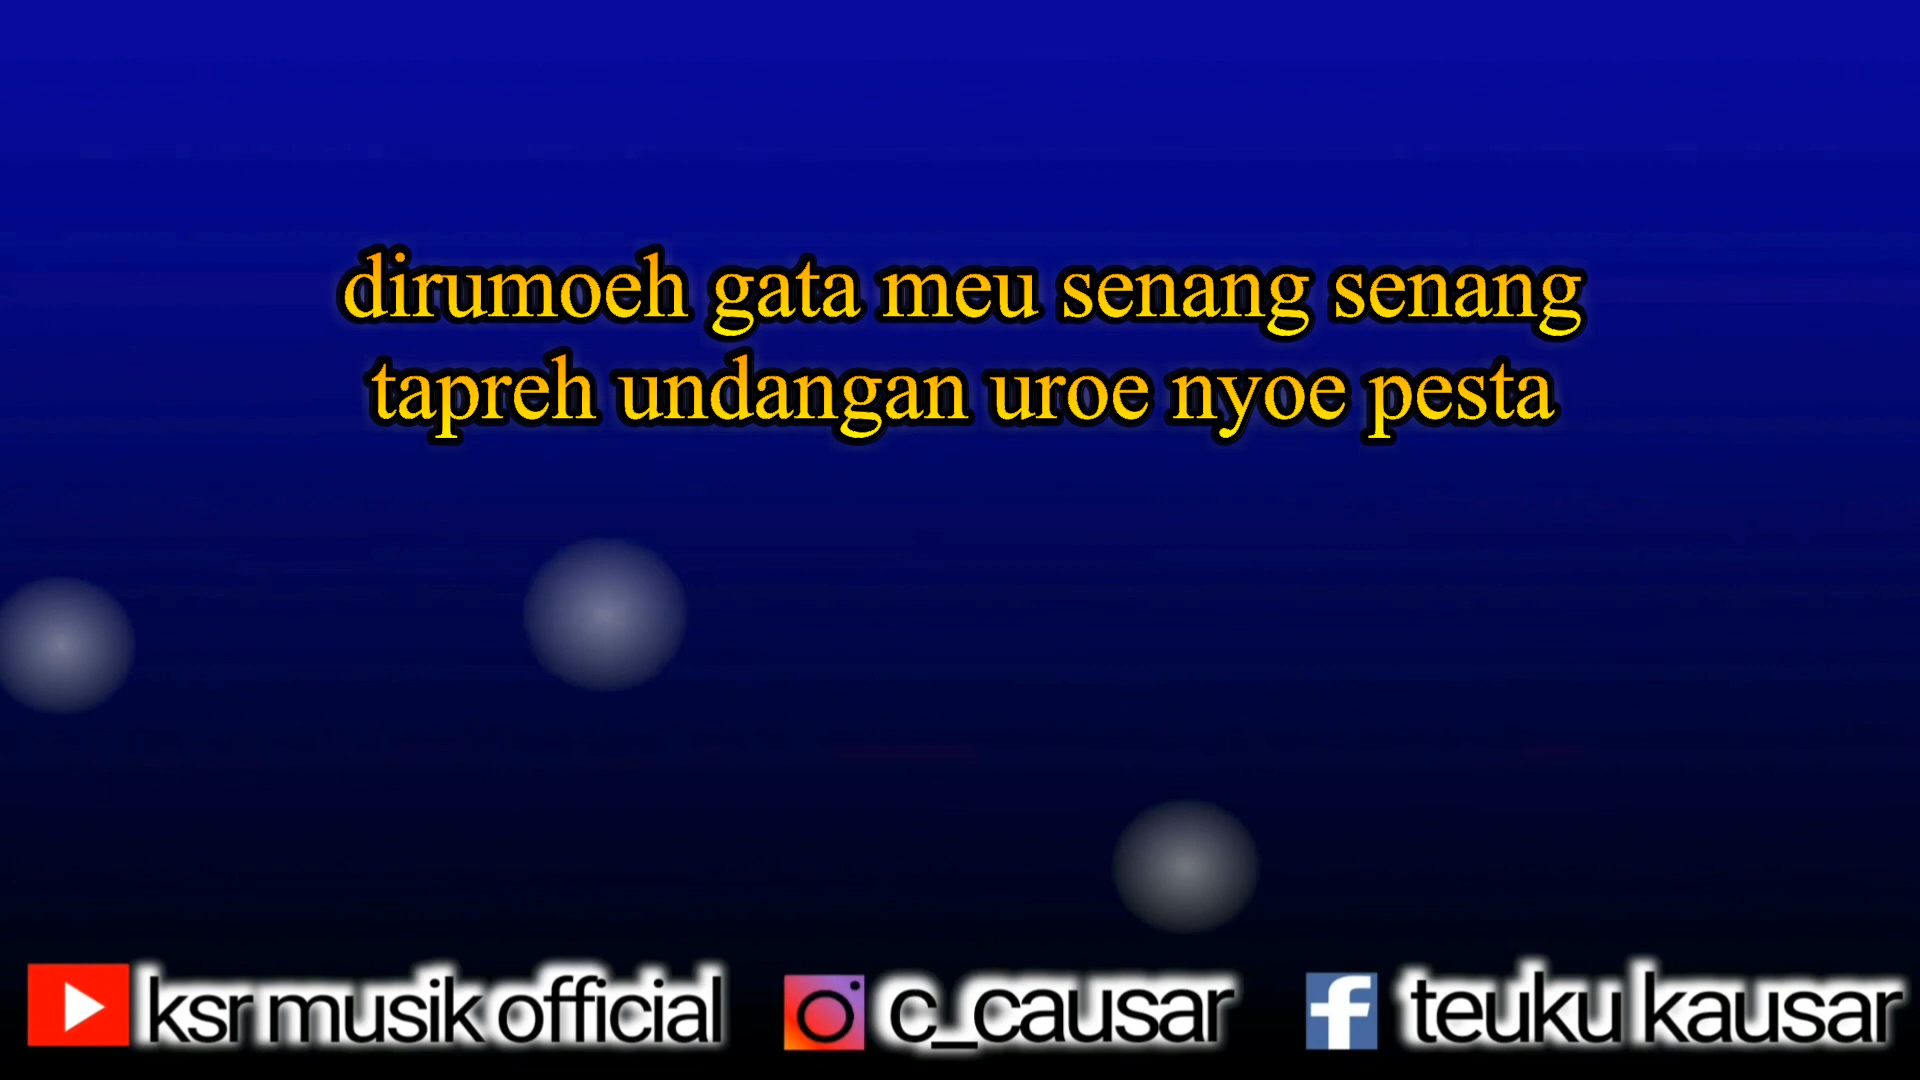 dirumoeh gata meu senang senang
tapreh undangan uroe nyoe pesta
ksr musik official c_causar teuku kausar